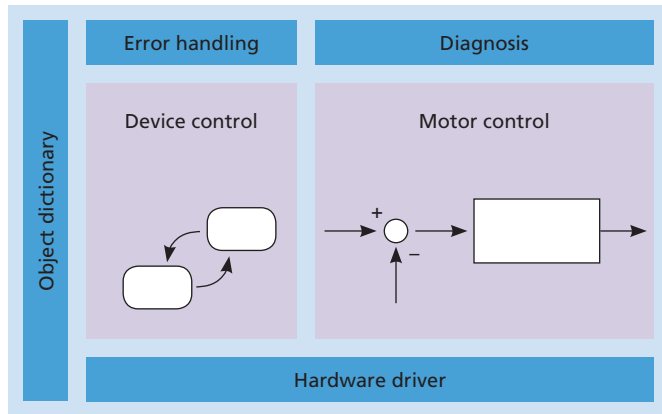 Error handling
Diagnosis
Object dictionary
Device control
Motor control
+
−
Hardware driver